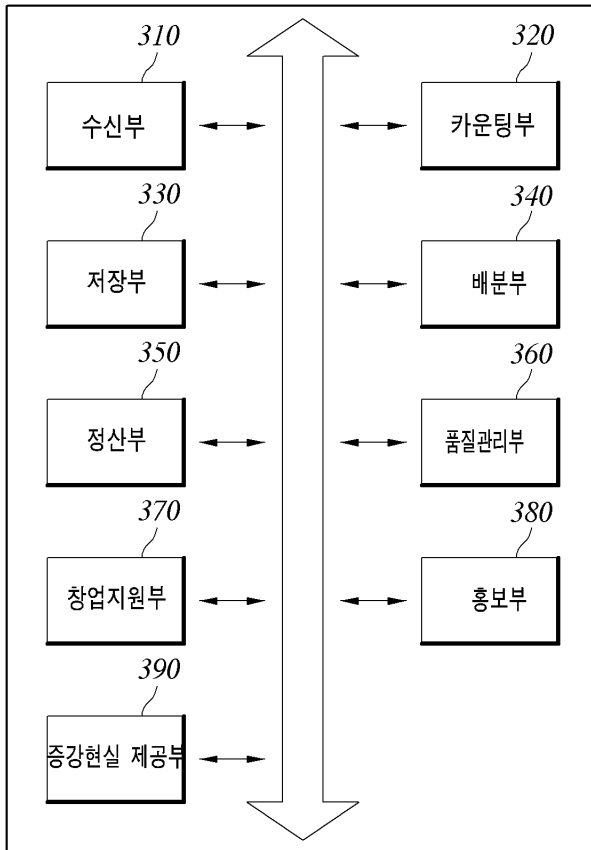 310
320
수신부
카운팅부
330
340
저장부
배분부
350
360
정산부
품질관리부
370
380
창업지원부
홍보부
390
증강현실 제공부